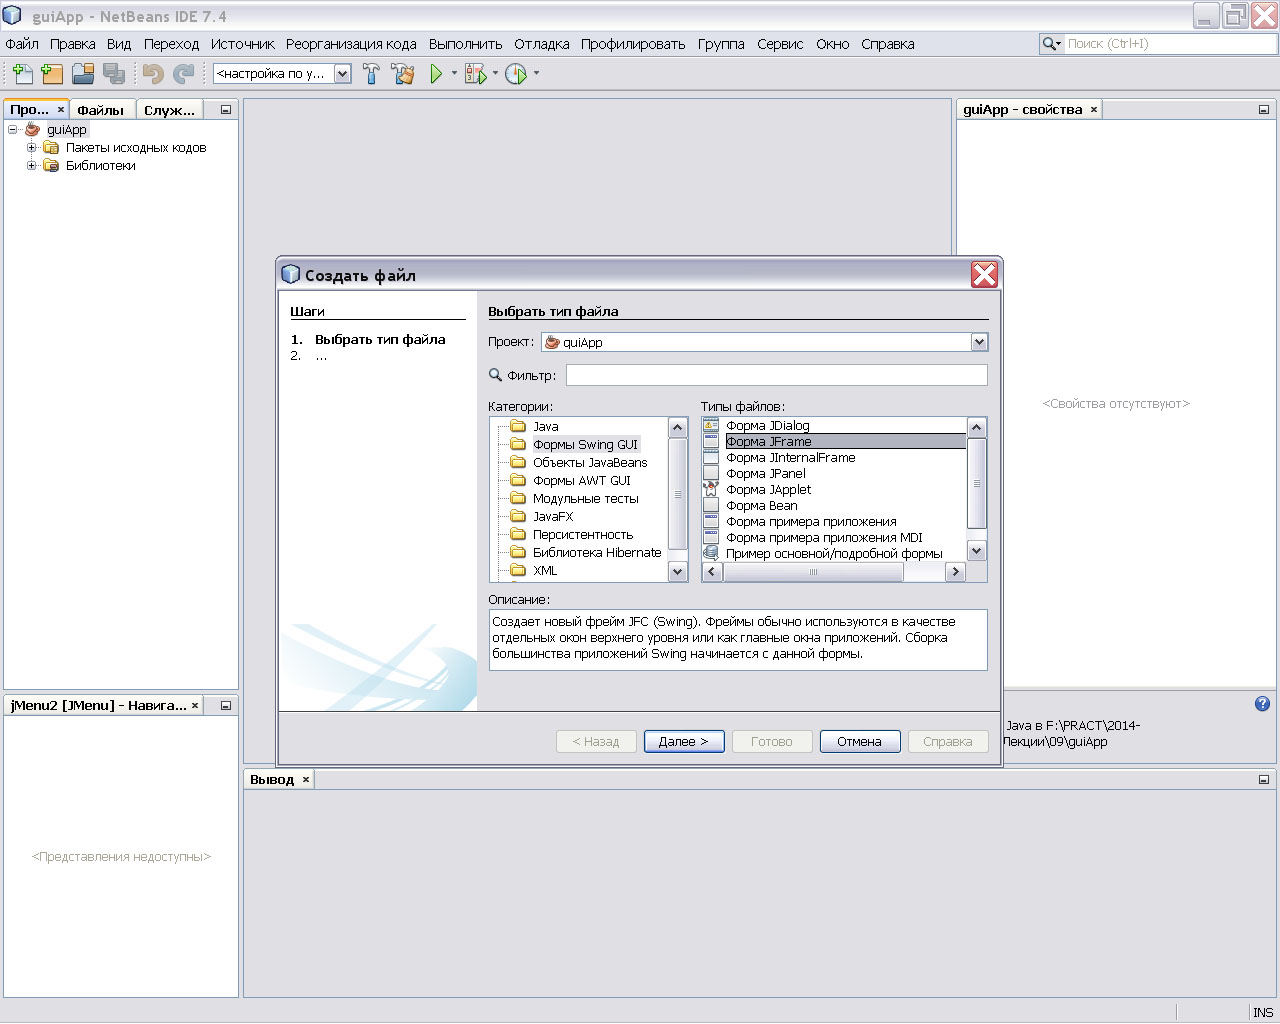 guiApp - NetBeans IDE 7.4
Файл Правка Вид Переход Источник Реорганизация кода Выполнить Отладка Профилировать Группа Сервис Окно Справка
Поиск (Ctrl+I)
<настройка по у...
Про... × Файлы Служ...
guiApp - свойства ×
guiApp
Пакеты исходных кодов
Библиотеки
Создать файл
Шаги
1. Выбрать тип файла
2. ...
Выбрать тип файла
Проект: guiApp
Фильтр:
Категории:
Java
Формы Swing GUI
Объекты JavaBeans
Формы AWT GUI
Модульные тесты
JavaFX
Персистентность
Библиотека Hibernate
XML
Типы файлов:
Форма JDialog
Форма JFrame
Форма JInternalFrame
Форма JPanel
Форма JApplet
Форма Bean
Форма примера приложения
Форма примера приложения MDI
Пример основной/подробной формы
Описание:
Создает новый фрейм JFC (Swing). Фреймы обычно используются в качестве
отдельных окон верхнего уровня или как главные окна приложений. Сборка
большинства приложений Swing начинается с данной формы.
< Назад Далее > Готово Отмена Справка
<Свойства отсутствуют>
Java в F:\PRACT\2014-
Лекции\09\guiApp
jMenu2 [JMenu] - Навига... ×
<Представления недоступны>
Вывод ×
INS